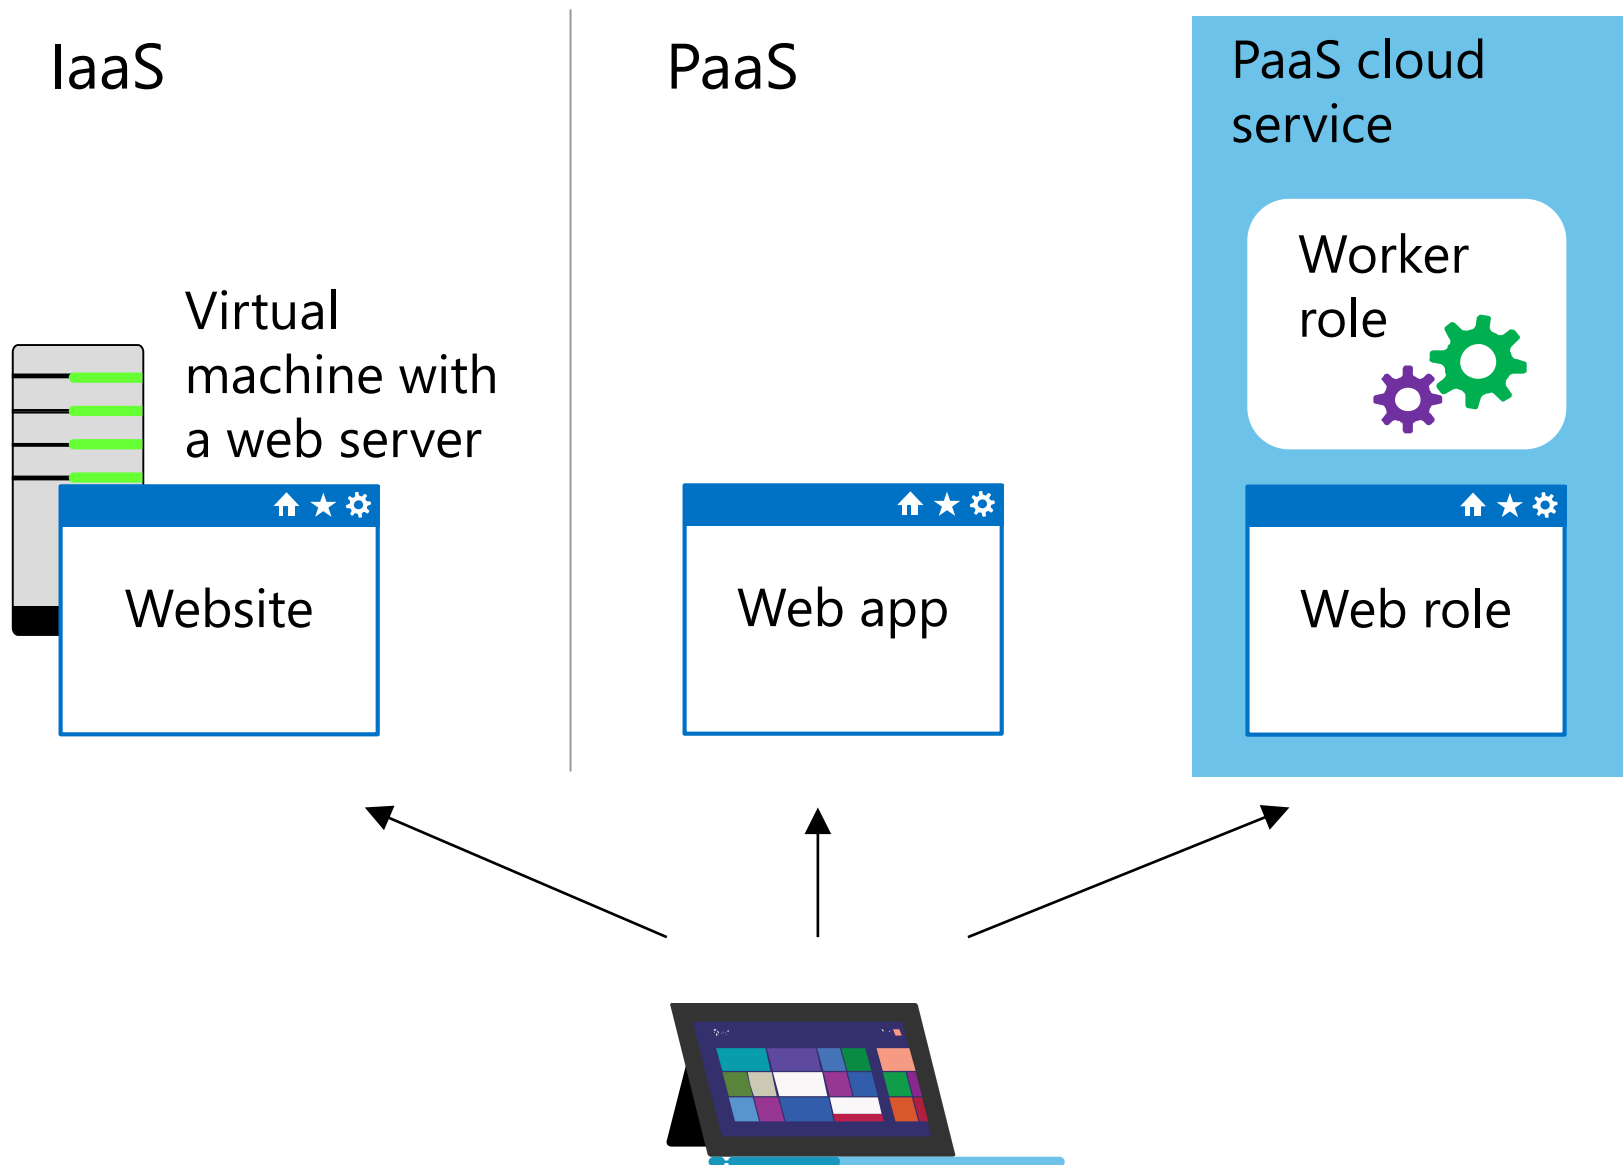 IaaS
PaaS
PaaS cloud
service
Worker
role
Virtual
machine with
a web server
Website
Web app
Web role